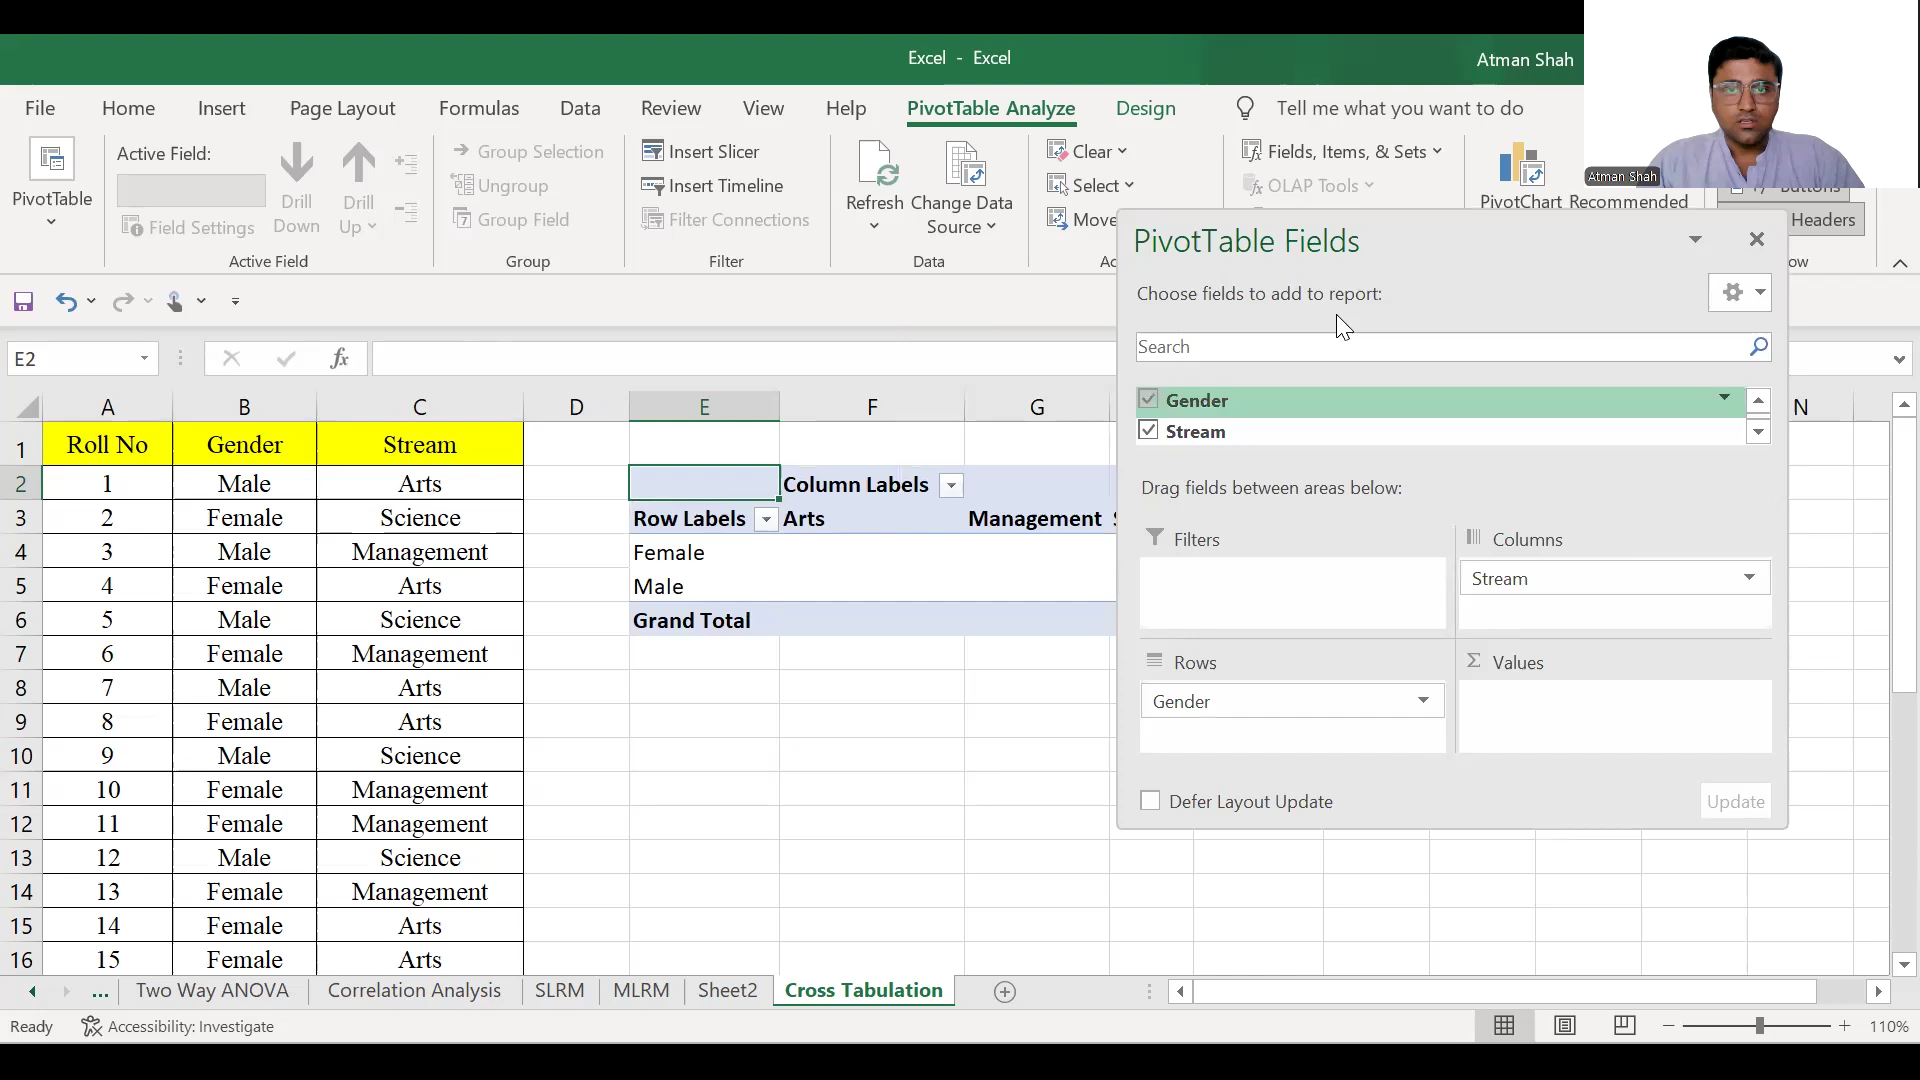 Excel - Excel
Atman Shah
File Home Insert Page Layout Formulas Data Review View Help PivotTable Analyze Design Tell me what you want to do
PivotTable
Active Field:
Field Settings
Drill Down
Drill Up
Active Field
Group Selection
Ungroup
Group Field
Group
Insert Slicer
Insert Timeline
Filter Connections
Filter
Refresh
Change Data Source
Data
Clear
Select
Move
Ac
Fields, Items, & Sets
OLAP Tools
PivotChart Recommended
Buttons
Headers
ow
Atman Shah
E2
fx
PivotTable Fields
Choose fields to add to report:
Search
Gender
Stream
Drag fields between areas below:
Filters
Columns
Stream
Rows
Gender
Values
Defer Layout Update
Update
A B C D E F G N
1 Roll No Gender Stream
2 1 Male Arts Column Labels
3 2 Female Science Row Labels Arts Management
4 3 Male Management Female
5 4 Female Arts Male
6 5 Male Science Grand Total
7 6 Female Management
8 7 Male Arts
9 8 Female Arts
10 9 Male Science
11 10 Female Management
12 11 Female Management
13 12 Male Science
14 13 Female Management
15 14 Female Arts
16 15 Female Arts
... Two Way ANOVA Correlation Analysis SLRM MLRM Sheet2 Cross Tabulation
Ready Accessibility: Investigate 110%